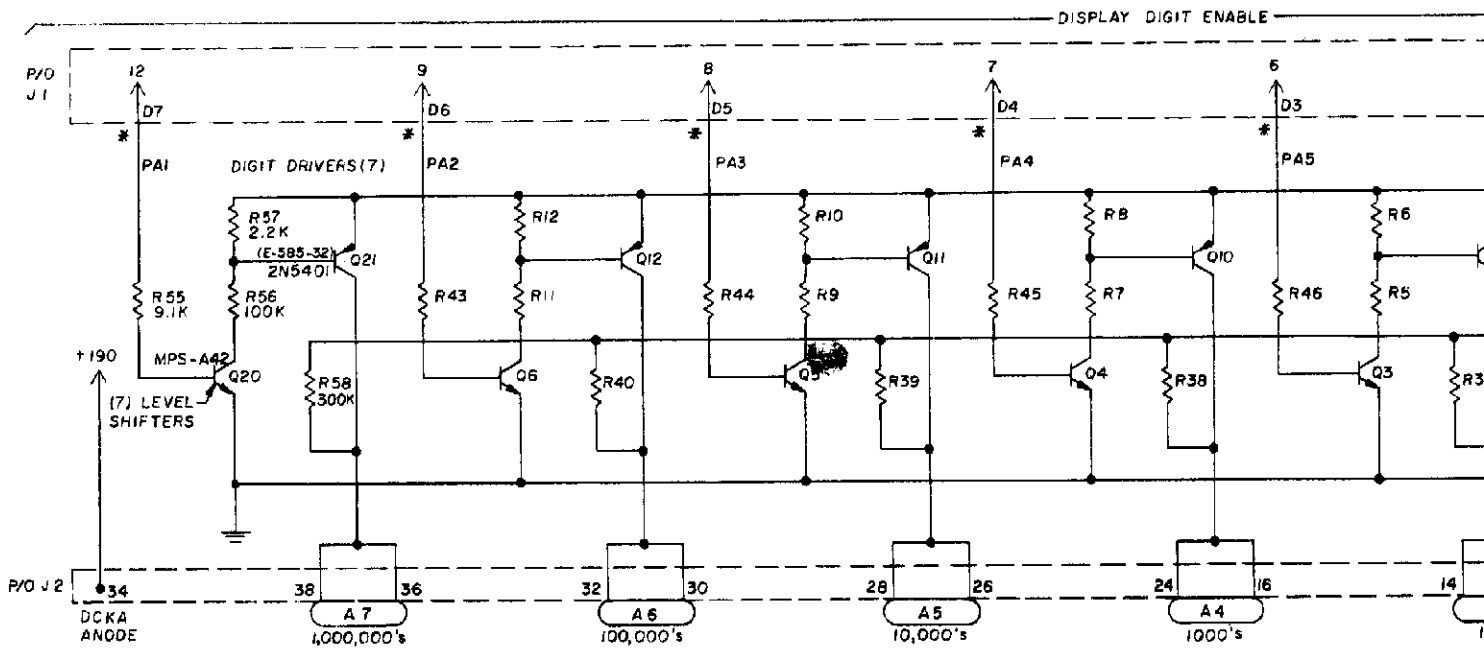 DISPLAY DIGIT ENABLE
P/O J1
12 9 8 7 6
D7 D6 D5 D4 D3
* * * * *
PA1 DIGIT DRIVERS(7) PA2 PA3 PA4 PA5
R57 2.2K R12 R10 R8 R6
(E-585-32) 2N5401 Q21 Q12 Q11 Q10
R55 9.1K R56 100K R43 R11 R44 R9 R45 R7 R46 R5
+190 MPS-A42 Q20 R58 300K Q6 R40 Q5 R39 Q4 R38 Q3
(7) LEVEL SHIFTERS
P/O J2 34 38 36 32 30 28 26 24 16 14
DCKA ANODE
A7 A6 A5 A4
1,000,000's 100,000's 10,000's 1000's